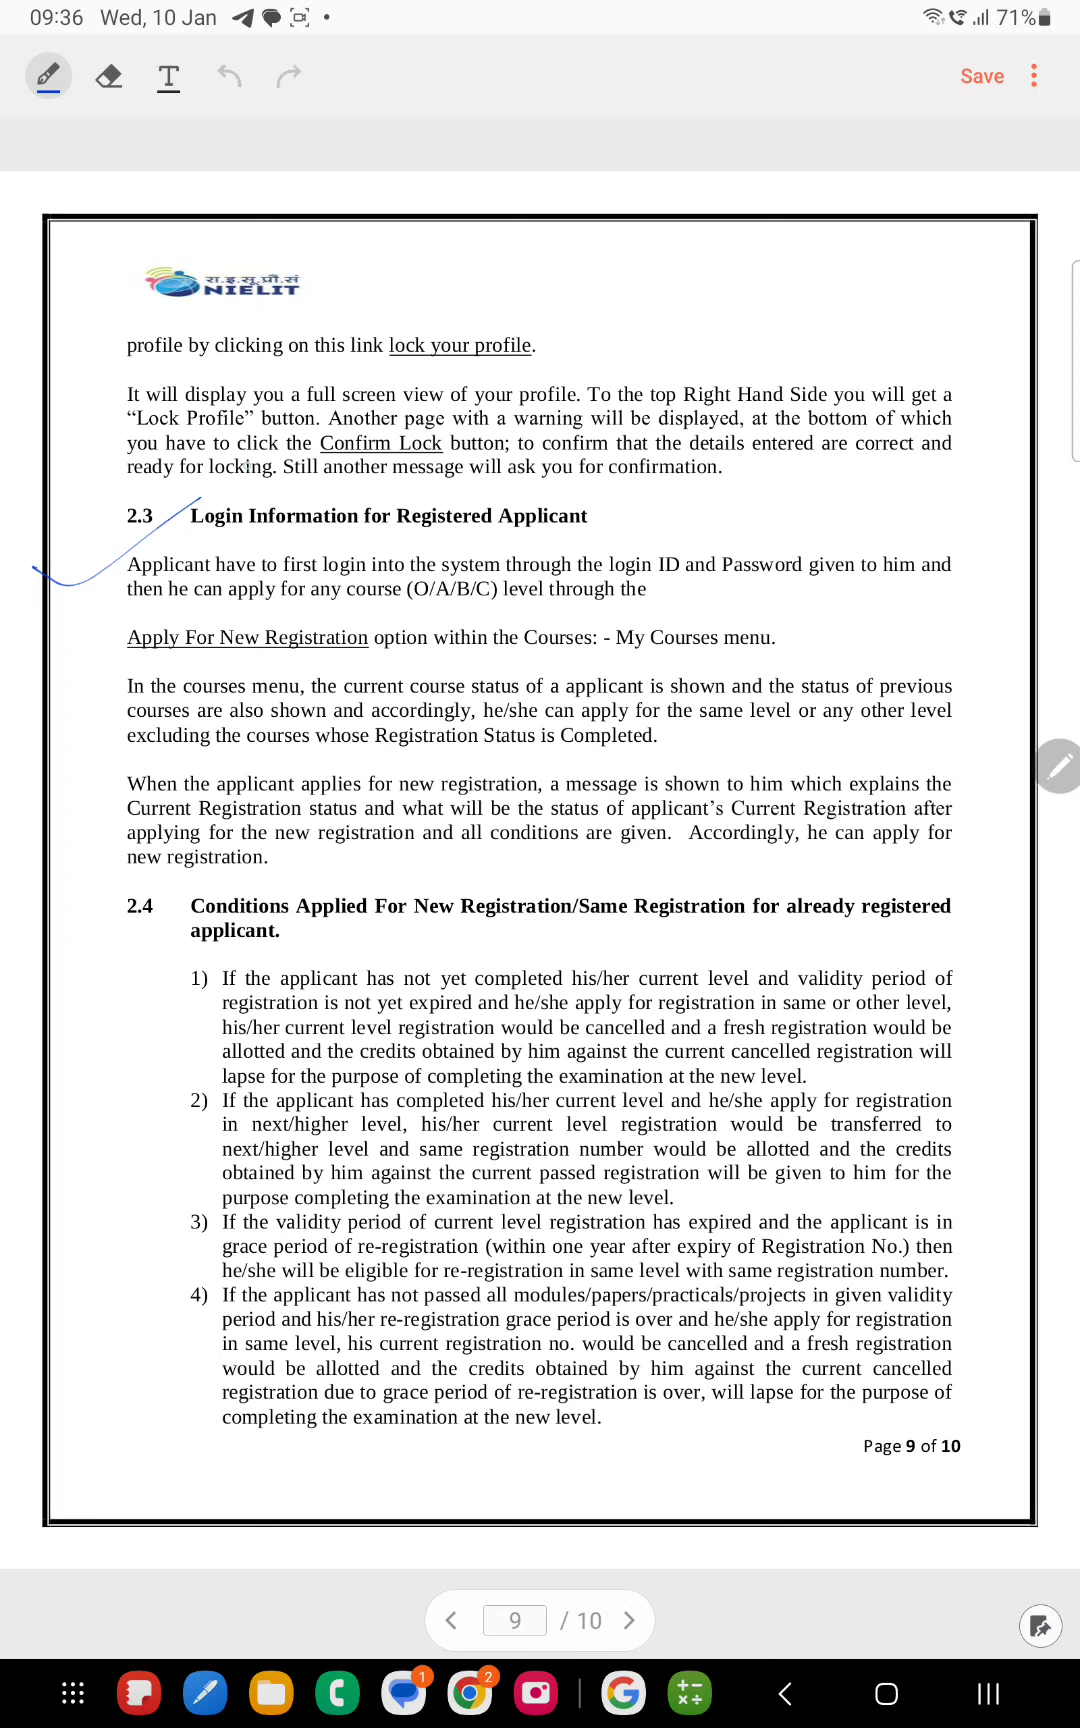 09:36 Wed, 10 Jan
71%
Save
रा.इ.सू.प्रौ.सं
NIELIT
profile by clicking on this link lock your profile.
It will display you a full screen view of your profile. To the top Right Hand Side you will get a
“Lock Profile” button. Another page with a warning will be displayed, at the bottom of which
you have to click the Confirm Lock button; to confirm that the details entered are correct and
ready for locking. Still another message will ask you for confirmation.
2.3 Login Information for Registered Applicant
Applicant have to first login into the system through the login ID and Password given to him and
then he can apply for any course (O/A/B/C) level through the
Apply For New Registration option within the Courses: - My Courses menu.
In the courses menu, the current course status of a applicant is shown and the status of previous
courses are also shown and accordingly, he/she can apply for the same level or any other level
excluding the courses whose Registration Status is Completed.
When the applicant applies for new registration, a message is shown to him which explains the
Current Registration status and what will be the status of applicant’s Current Registration after
applying for the new registration and all conditions are given. Accordingly, he can apply for
new registration.
2.4 Conditions Applied For New Registration/Same Registration for already registered
applicant.
1) If the applicant has not yet completed his/her current level and validity period of
registration is not yet expired and he/she apply for registration in same or other level,
his/her current level registration would be cancelled and a fresh registration would be
allotted and the credits obtained by him against the current cancelled registration will
lapse for the purpose of completing the examination at the new level.
2) If the applicant has completed his/her current level and he/she apply for registration
in next/higher level, his/her current level registration would be transferred to
next/higher level and same registration number would be allotted and the credits
obtained by him against the current passed registration will be given to him for the
purpose completing the examination at the new level.
3) If the validity period of current level registration has expired and the applicant is in
grace period of re-registration (within one year after expiry of Registration No.) then
he/she will be eligible for re-registration in same level with same registration number.
4) If the applicant has not passed all modules/papers/practicals/projects in given validity
period and his/her re-registration grace period is over and he/she apply for registration
in same level, his current registration no. would be cancelled and a fresh registration
would be allotted and the credits obtained by him against the current cancelled
registration due to grace period of re-registration is over, will lapse for the purpose of
completing the examination at the new level.
Page 9 of 10
9 / 10
1
2